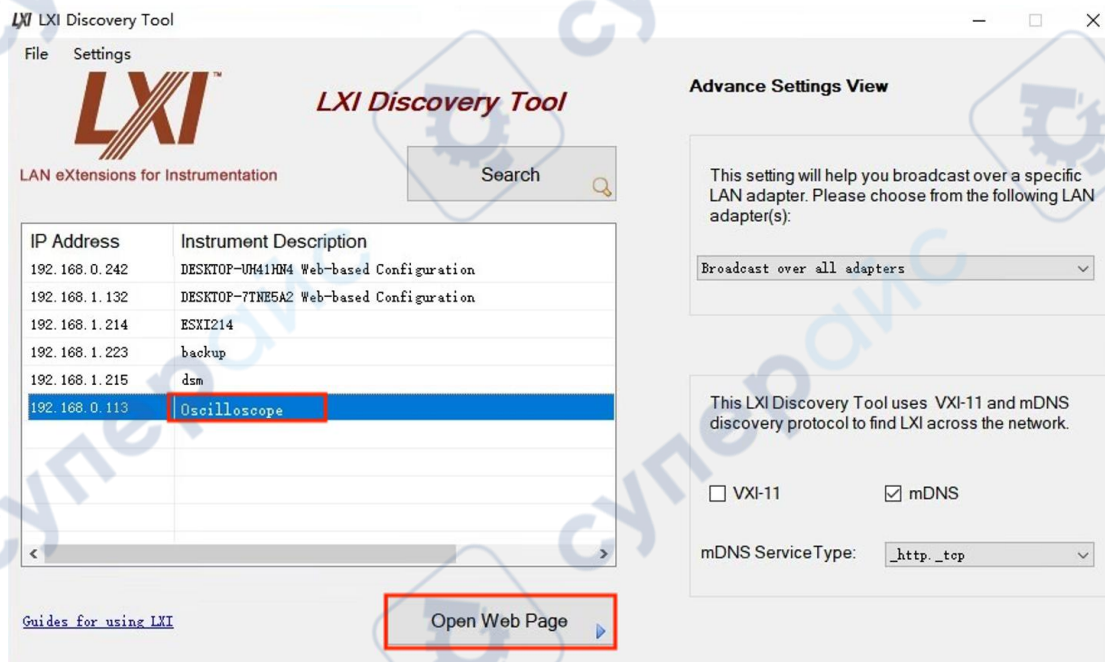 LXI LXI Discovery Tool
File Settings
LXI™
LAN eXtensions for Instrumentation
LXI Discovery Tool
Search
IP Address Instrument Description
192.168.0.242 DESKTOP-UH41HN4 Web-based Configuration
192.168.1.132 DESKTOP-7TNE5A2 Web-based Configuration
192.168.1.214 ESXI214
192.168.1.223 backup
192.168.1.215 dsm
192.168.0.113 Oscilloscope
Guides for using LXI
Open Web Page
Advance Settings View
This setting will help you broadcast over a specific
LAN adapter. Please choose from the following LAN
adapter(s):
Broadcast over all adapters
This LXI Discovery Tool uses VXI-11 and mDNS
discovery protocol to find LXI across the network.
VXI-11 mDNS
mDNS ServiceType: _http._tcp
суперайс
суперайс